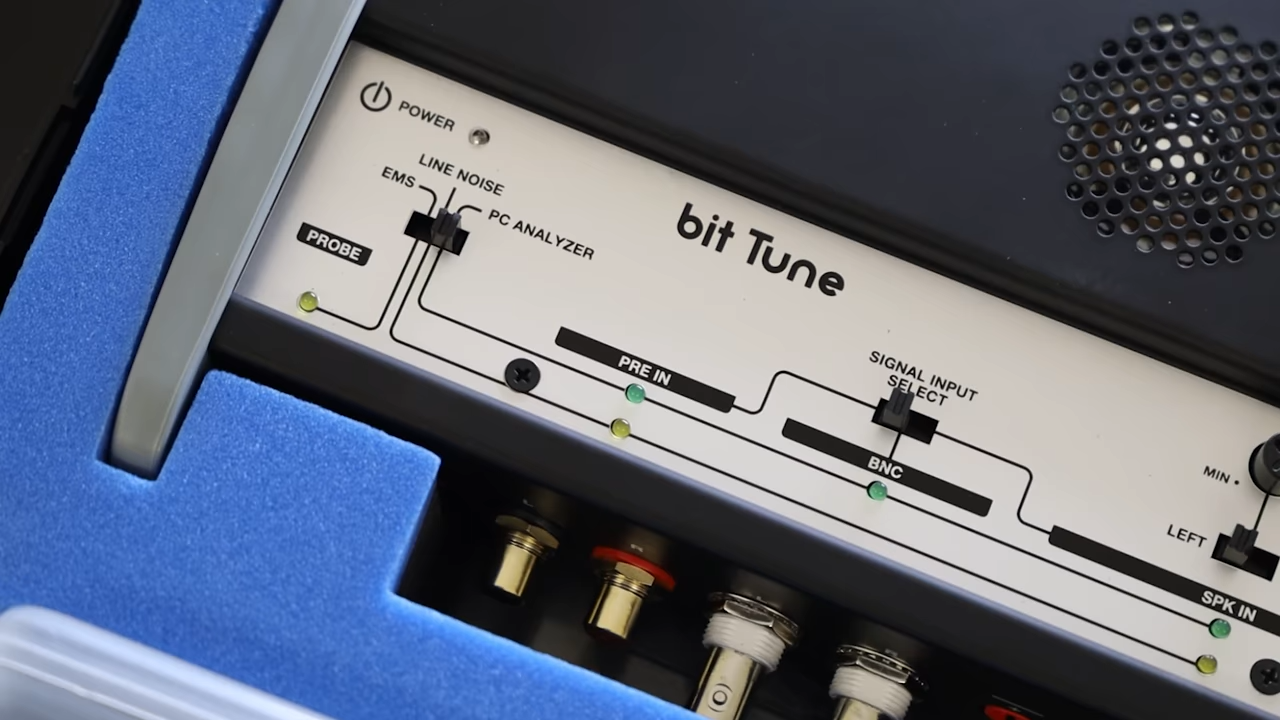 POWER
LINE NOISE
EMS
PC ANALYZER
PROBE
bit Tune
PRE IN
SIGNAL INPUT
SELECT
BNC
MIN.
LEFT
SPK IN